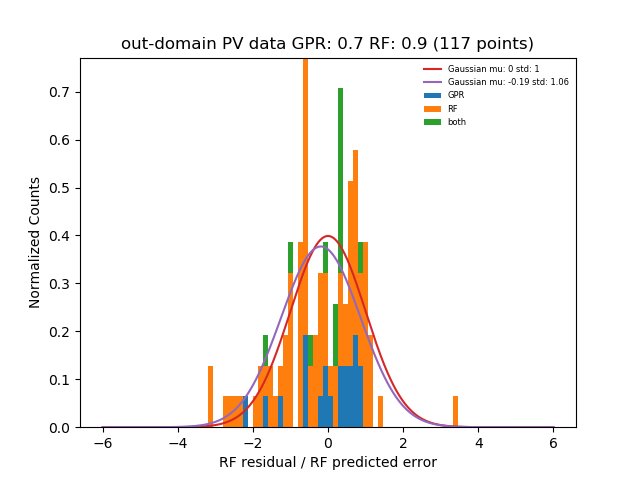 out-domain PV data GPR: 0.7 RF: 0.9 (117 points)
Gaussian mu: 0 std: 1
Gaussian mu: -0.19 std: 1.06
GPR
RF
both
Normalized Counts
0.7
0.6
0.5
0.4
0.3
0.2
0.1
0.0
−6
−4
−2
0
2
4
6
RF residual / RF predicted error